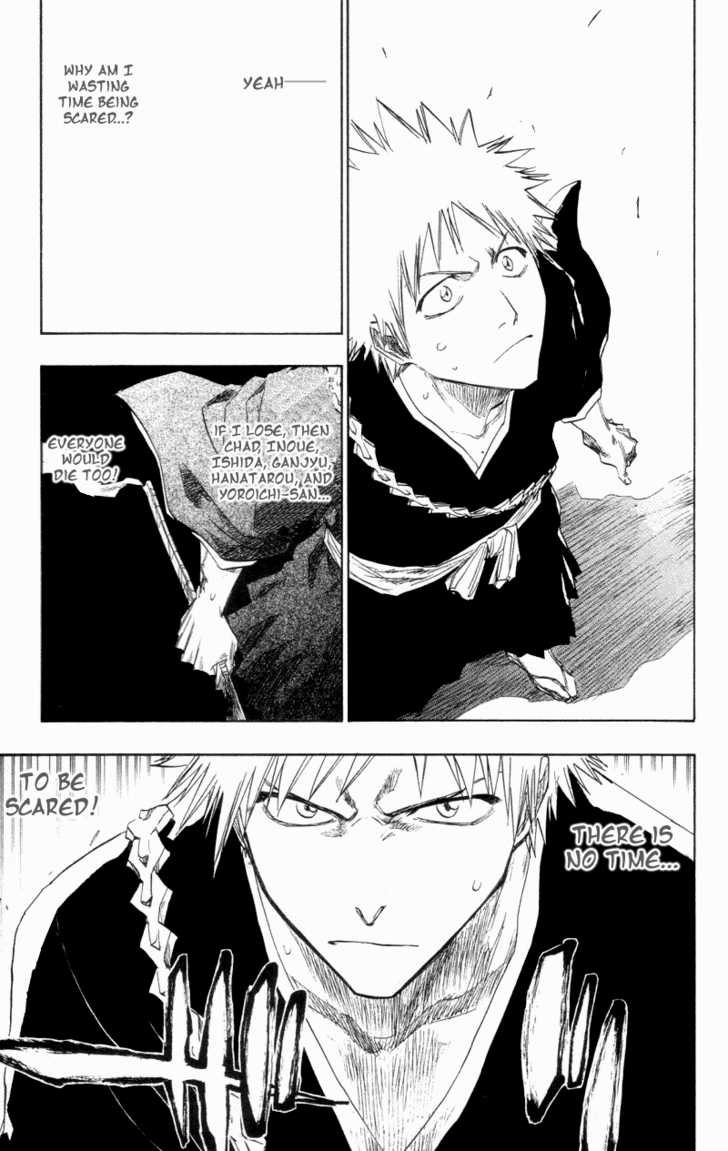 YEAH——
WHY AM I
WASTING
TIME BEING
SCARED..?
IF I LOSE, THEN
CHAD, INOUE,
ISHIDA, GANJYU,
HANATAROU, AND
YOROICHI-SAN...
EVERYONE
WOULD
DIE TOO!
THERE IS
NO TIME...
TO BE
SCARED!